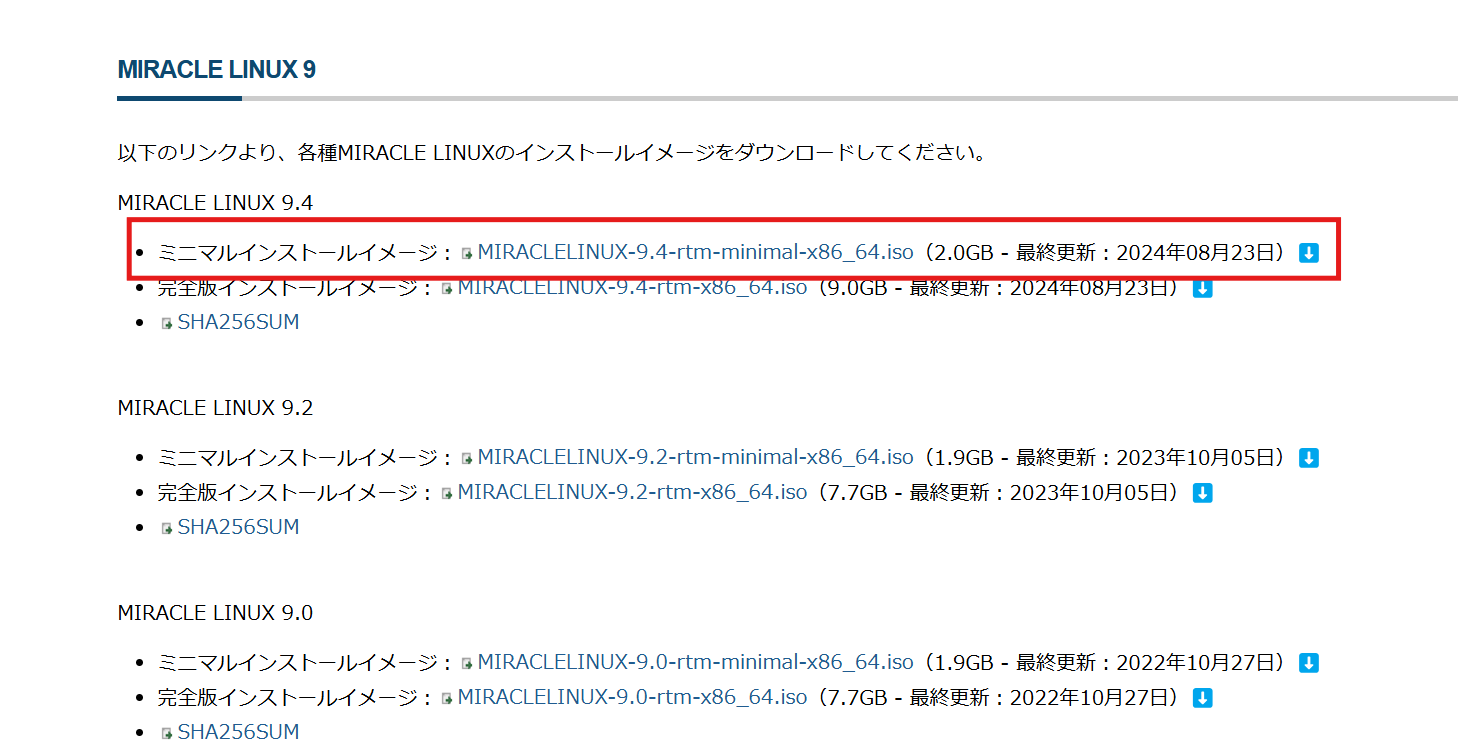 MIRACLE LINUX 9
以下のリンクより、各種MIRACLE LINUXのインストールイメージをダウンロードしてください。
MIRACLE LINUX 9.4
• ミニマルインストールイメージ： MIRACLELINUX-9.4-rtm-minimal-x86_64.iso（2.0GB - 最終更新：2024年08月23日）
• 完全版インストールイメージ： MIRACLELINUX-9.4-rtm-x86_64.iso（9.0GB - 最終更新：2024年08月23日）
• SHA256SUM
MIRACLE LINUX 9.2
• ミニマルインストールイメージ： MIRACLELINUX-9.2-rtm-minimal-x86_64.iso（1.9GB - 最終更新：2023年10月05日）
• 完全版インストールイメージ： MIRACLELINUX-9.2-rtm-x86_64.iso（7.7GB - 最終更新：2023年10月05日）
• SHA256SUM
MIRACLE LINUX 9.0
• ミニマルインストールイメージ： MIRACLELINUX-9.0-rtm-minimal-x86_64.iso（1.9GB - 最終更新：2022年10月27日）
• 完全版インストールイメージ： MIRACLELINUX-9.0-rtm-x86_64.iso（7.7GB - 最終更新：2022年10月27日）
• SHA256SUM